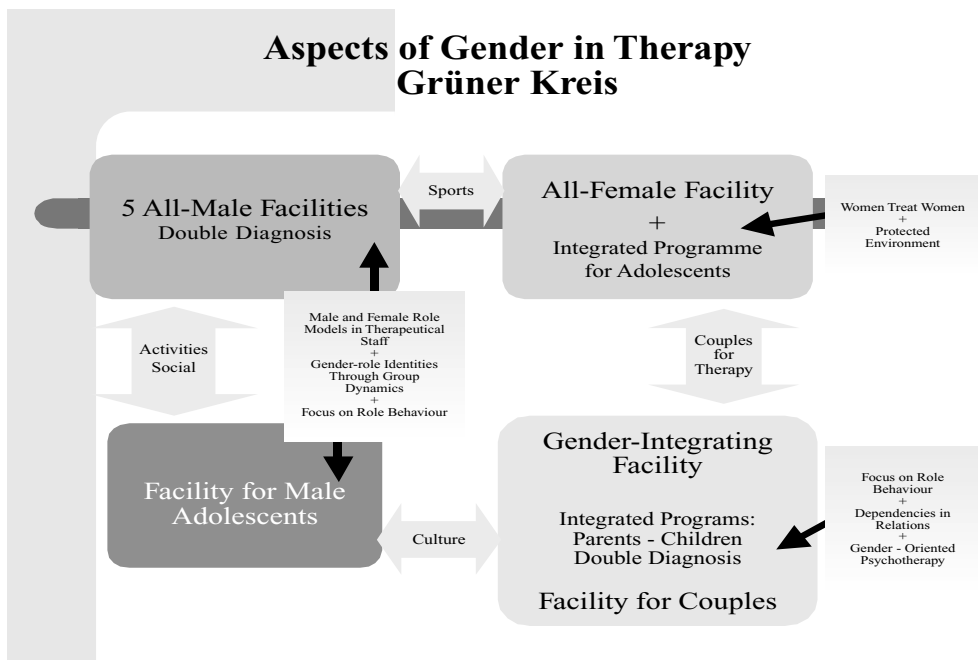 Aspects of Gender in Therapy
Grüner Kreis
5 All-Male Facilities
Double Diagnosis
Sports
All-Female Facility
+
Integrated Programme
for Adolescents
Women Treat Women
+
Protected
Environment
Male and Female Role
Models in Therapeutical
Staff
+
Gender-role Identities
Through Group
Dynamics
+
Focus on Role Behaviour
Activities
Social
Couples
for
Therapy
Facility for Male
Adolescents
Culture
Gender-Integrating
Facility
Integrated Programs:
Parents - Children
Double Diagnosis
Facility for Couples
Focus on Role
Behaviour
+
Dependencies in
Relations
+
Gender - Oriented
Psychotherapy